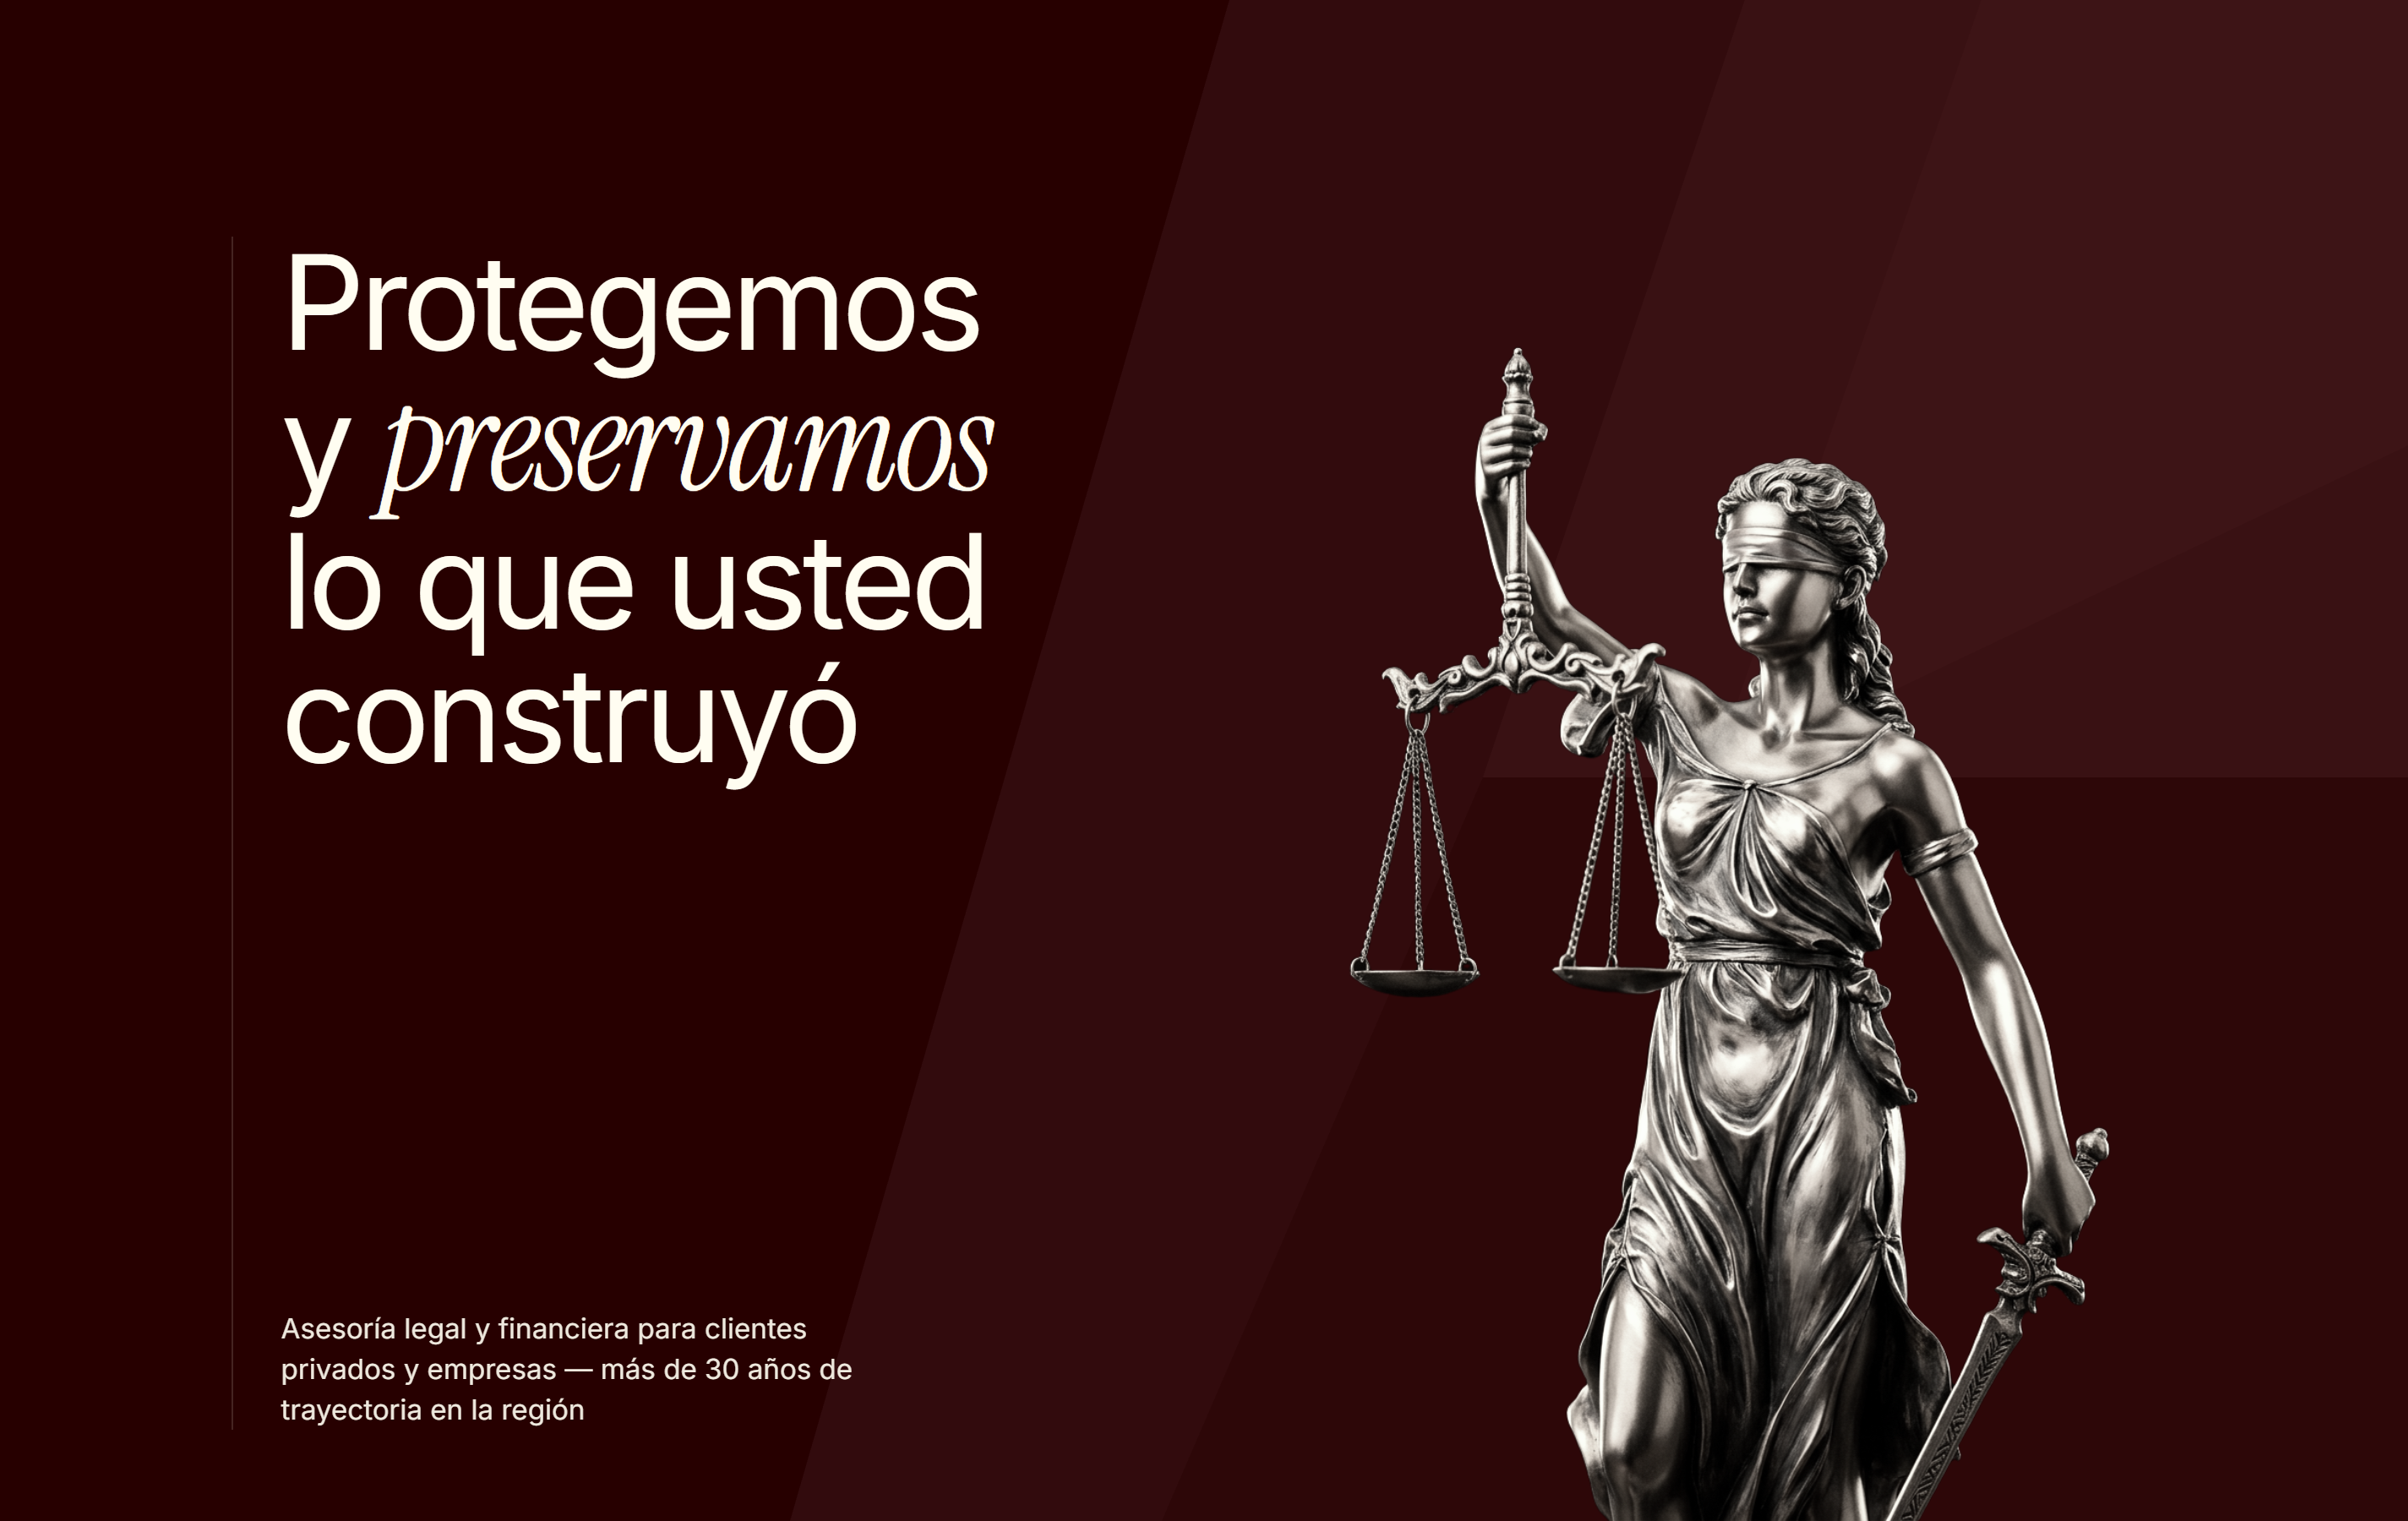 Protegemos
y preservamos
lo que usted
construyó
Asesoría legal y financiera para clientes
privados y empresas — más de 30 años de
trayectoria en la región